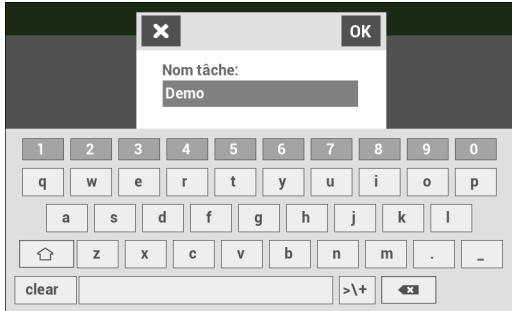 OK
Nom tâche:
Demo
1 2 3 4 5 6 7 8 9 0
q w e r t y u i o p
a s d f g h j k l
z x c v b n m . _
clear >\+